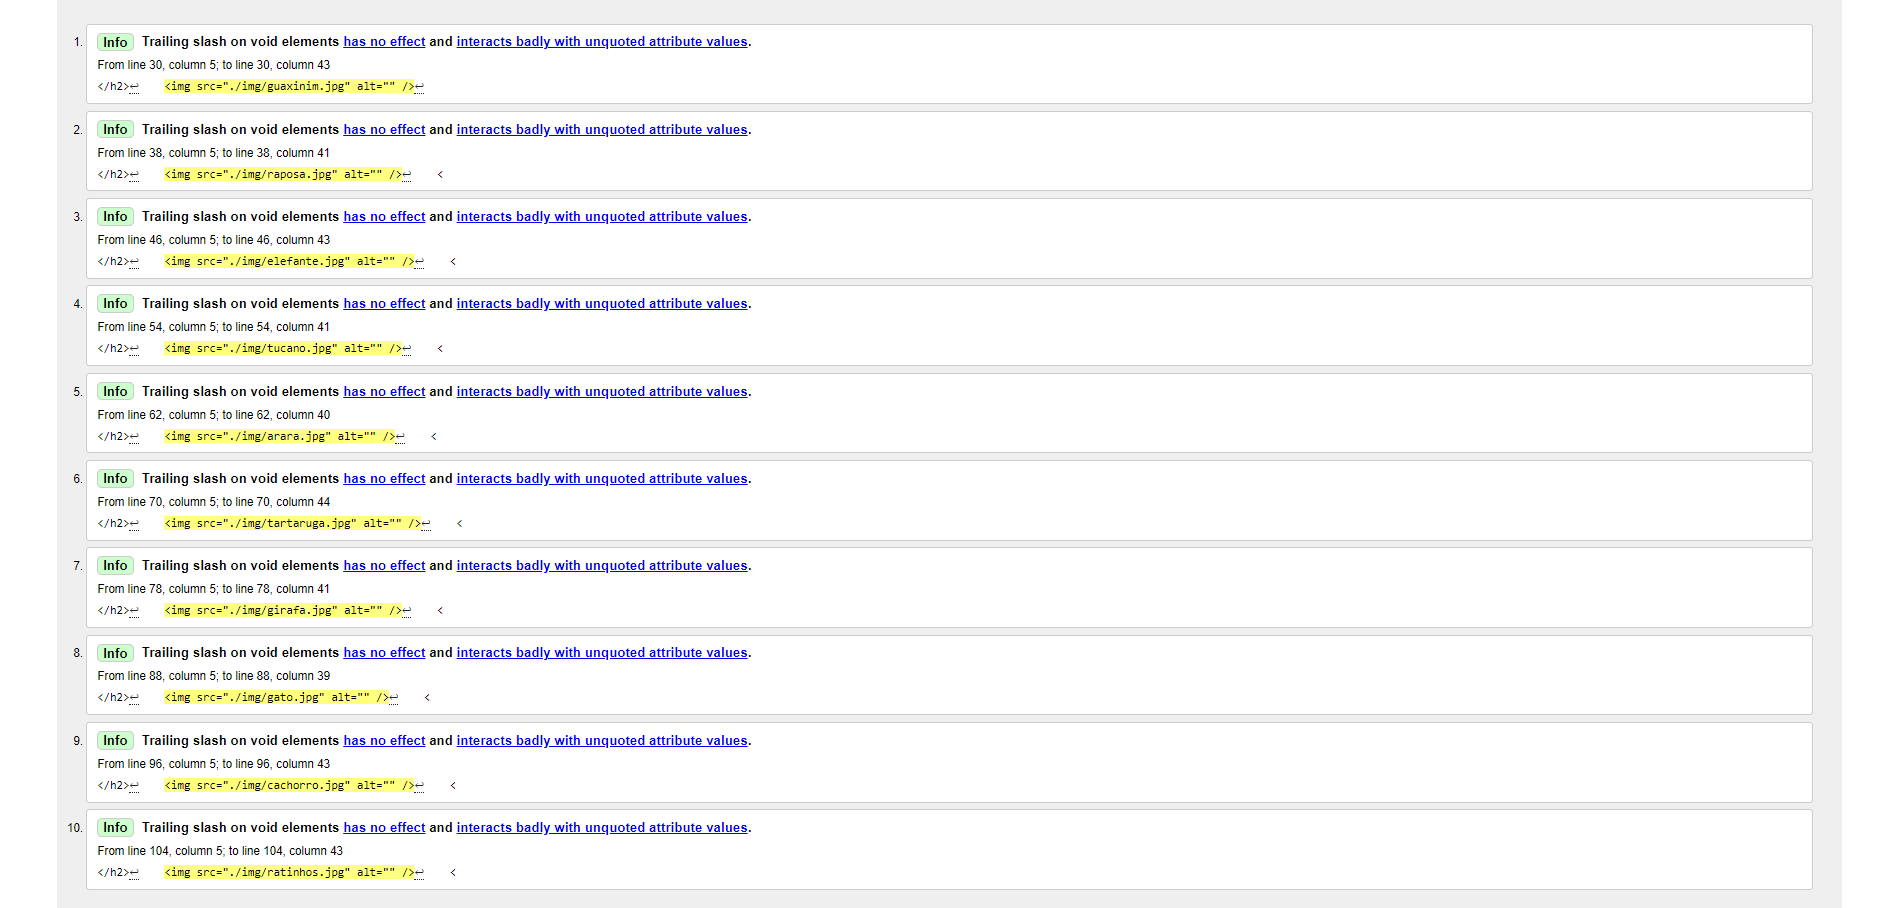 1. Info Trailing slash on void elements has no effect and interacts badly with unquoted attribute values.
From line 30, column 5; to line 30, column 43
</h2>↩    <img src="./img/guaxinim.jpg" alt="" />↩
2. Info Trailing slash on void elements has no effect and interacts badly with unquoted attribute values.
From line 38, column 5; to line 38, column 41
</h2>↩    <img src="./img/raposa.jpg" alt="" />↩    <
3. Info Trailing slash on void elements has no effect and interacts badly with unquoted attribute values.
From line 46, column 5; to line 46, column 43
</h2>↩    <img src="./img/elefante.jpg" alt="" />↩    <
4. Info Trailing slash on void elements has no effect and interacts badly with unquoted attribute values.
From line 54, column 5; to line 54, column 41
</h2>↩    <img src="./img/tucano.jpg" alt="" />↩    <
5. Info Trailing slash on void elements has no effect and interacts badly with unquoted attribute values.
From line 62, column 5; to line 62, column 40
</h2>↩    <img src="./img/arara.jpg" alt="" />↩    <
6. Info Trailing slash on void elements has no effect and interacts badly with unquoted attribute values.
From line 70, column 5; to line 70, column 44
</h2>↩    <img src="./img/tartaruga.jpg" alt="" />↩    <
7. Info Trailing slash on void elements has no effect and interacts badly with unquoted attribute values.
From line 78, column 5; to line 78, column 41
</h2>↩    <img src="./img/girafa.jpg" alt="" />↩    <
8. Info Trailing slash on void elements has no effect and interacts badly with unquoted attribute values.
From line 88, column 5; to line 88, column 39
</h2>↩    <img src="./img/gato.jpg" alt="" />↩    <
9. Info Trailing slash on void elements has no effect and interacts badly with unquoted attribute values.
From line 96, column 5; to line 96, column 43
</h2>↩    <img src="./img/cachorro.jpg" alt="" />↩    <
10. Info Trailing slash on void elements has no effect and interacts badly with unquoted attribute values.
From line 104, column 5; to line 104, column 43
</h2>↩    <img src="./img/ratinhos.jpg" alt="" />↩    <